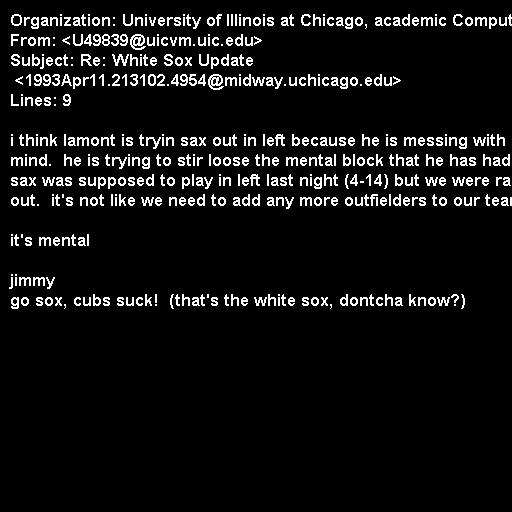 Organization: University of Illinois at Chicago, academic Comput
From: <U49839@uicvm.uic.edu>
Subject: Re: White Sox Update
<1993Apr11.213102.4954@midway.uchicago.edu>
Lines: 9
i think lamont is tryin sax out in left because he is messing with
mind.  he is trying to stir loose the mental block that he has had
sax was supposed to play in left last night (4-14) but we were ra
out.  it's not like we need to add any more outfielders to our tea
it's mental
jimmy
go sox, cubs suck!  (that's the white sox, dontcha know?)